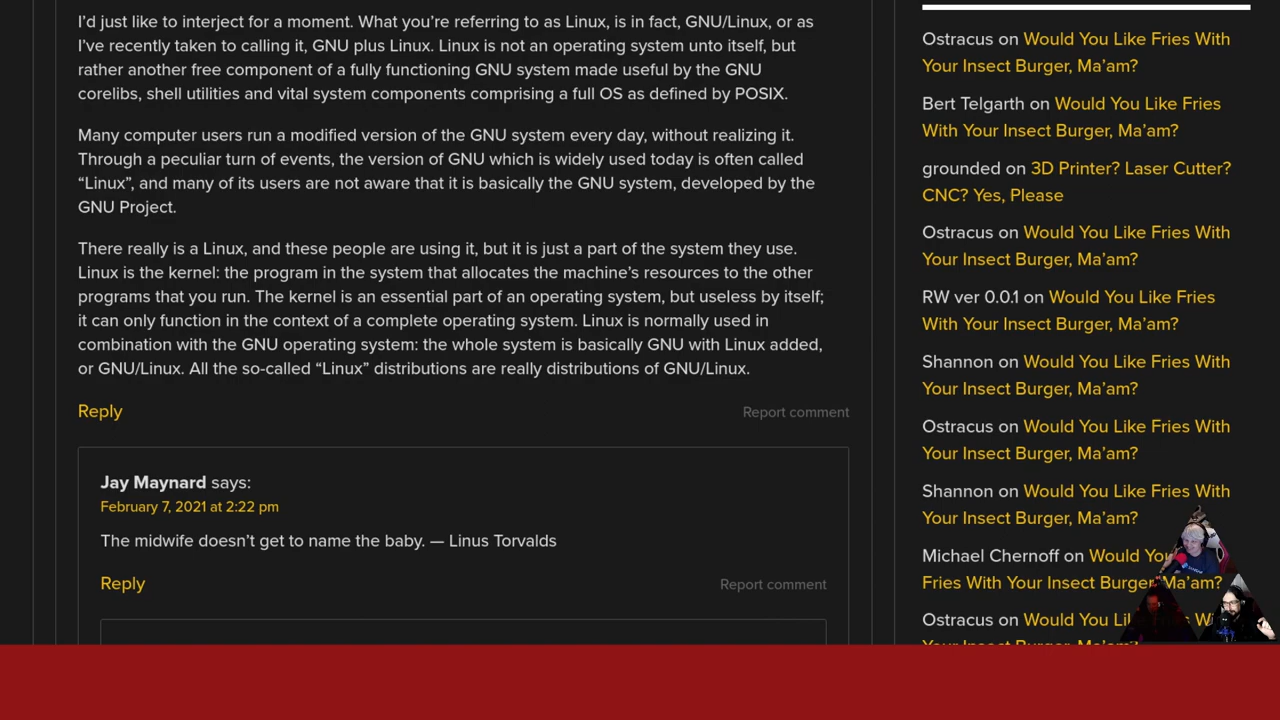 I’d just like to interject for a moment. What you’re referring to as Linux, is in fact, GNU/Linux, or as
I’ve recently taken to calling it, GNU plus Linux. Linux is not an operating system unto itself, but
rather another free component of a fully functioning GNU system made useful by the GNU
corelibs, shell utilities and vital system components comprising a full OS as defined by POSIX.
Many computer users run a modified version of the GNU system every day, without realizing it.
Through a peculiar turn of events, the version of GNU which is widely used today is often called
“Linux”, and many of its users are not aware that it is basically the GNU system, developed by the
GNU Project.
There really is a Linux, and these people are using it, but it is just a part of the system they use.
Linux is the kernel: the program in the system that allocates the machine’s resources to the other
programs that you run. The kernel is an essential part of an operating system, but useless by itself;
it can only function in the context of a complete operating system. Linux is normally used in
combination with the GNU operating system: the whole system is basically GNU with Linux added,
or GNU/Linux. All the so-called “Linux” distributions are really distributions of GNU/Linux.
Reply
Report comment
Jay Maynard says:
February 7, 2021 at 2:22 pm
The midwife doesn’t get to name the baby. — Linus Torvalds
Reply
Report comment
Ostracus on Would You Like Fries With
Your Insect Burger, Ma’am?
Bert Telgarth on Would You Like Fries
With Your Insect Burger, Ma’am?
grounded on 3D Printer? Laser Cutter?
CNC? Yes, Please
Ostracus on Would You Like Fries With
Your Insect Burger, Ma’am?
RW ver 0.0.1 on Would You Like Fries
With Your Insect Burger, Ma’am?
Shannon on Would You Like Fries With
Your Insect Burger, Ma’am?
Ostracus on Would You Like Fries With
Your Insect Burger, Ma’am?
Shannon on Would You Like Fries With
Your Insect Burger, Ma’am?
Michael Chernoff on Would
Fries With Your Insect Burger, Ma’am?
Ostracus on Would You
Your Insect Burger,